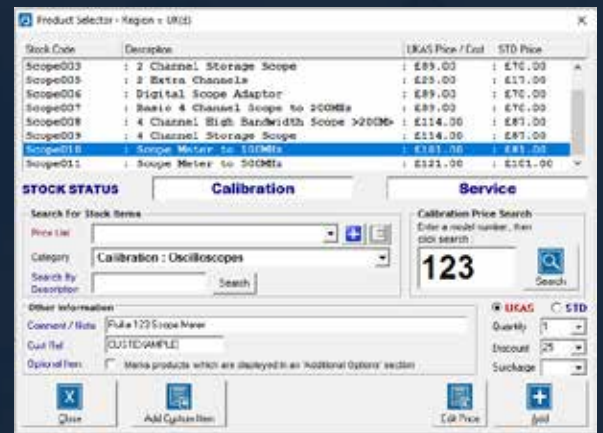 Product Selector - Region = UK(£)
Stock Code Description UKAS Price / Cost STD Price
Scope003 : 2 Channel Storage Scope : £89.00 : £70.00
Scope005 : 2 Extra Channels : £25.00 : £17.00
Scope006 : Digital Scope Adaptor : £89.00 : £70.00
Scope007 : Basic 4 Channel Scope to 200MHz : £89.00 : £70.00
Scope008 : 4 Channel High Bandwidth Scope >200MH : £114.00 : £87.00
Scope009 : 4 Channel Storage Scope : £114.00 : £87.00
Scope010 : Scope Meter to 100MHz : £101.00 : £81.00
Scope011 : Scope Meter to 500MHz : £121.00 : £101.00
STOCK STATUS Calibration Service
Search For Stock Items
Price List
Category Calibration : Oscilloscopes
Search By Description Search
Calibration Price Search
Enter a model number, then click search
123
Search
Other Information
Comment / Note Fluke 123 Scope Meter
Cust Ref CUSTEXAMPLE
Optional Item Marks products which are displayed in an 'Additional Options' section
UKAS STD
Quantity 1
Discount 25
Surcharge
Close Add Custom Item Edit Price Add